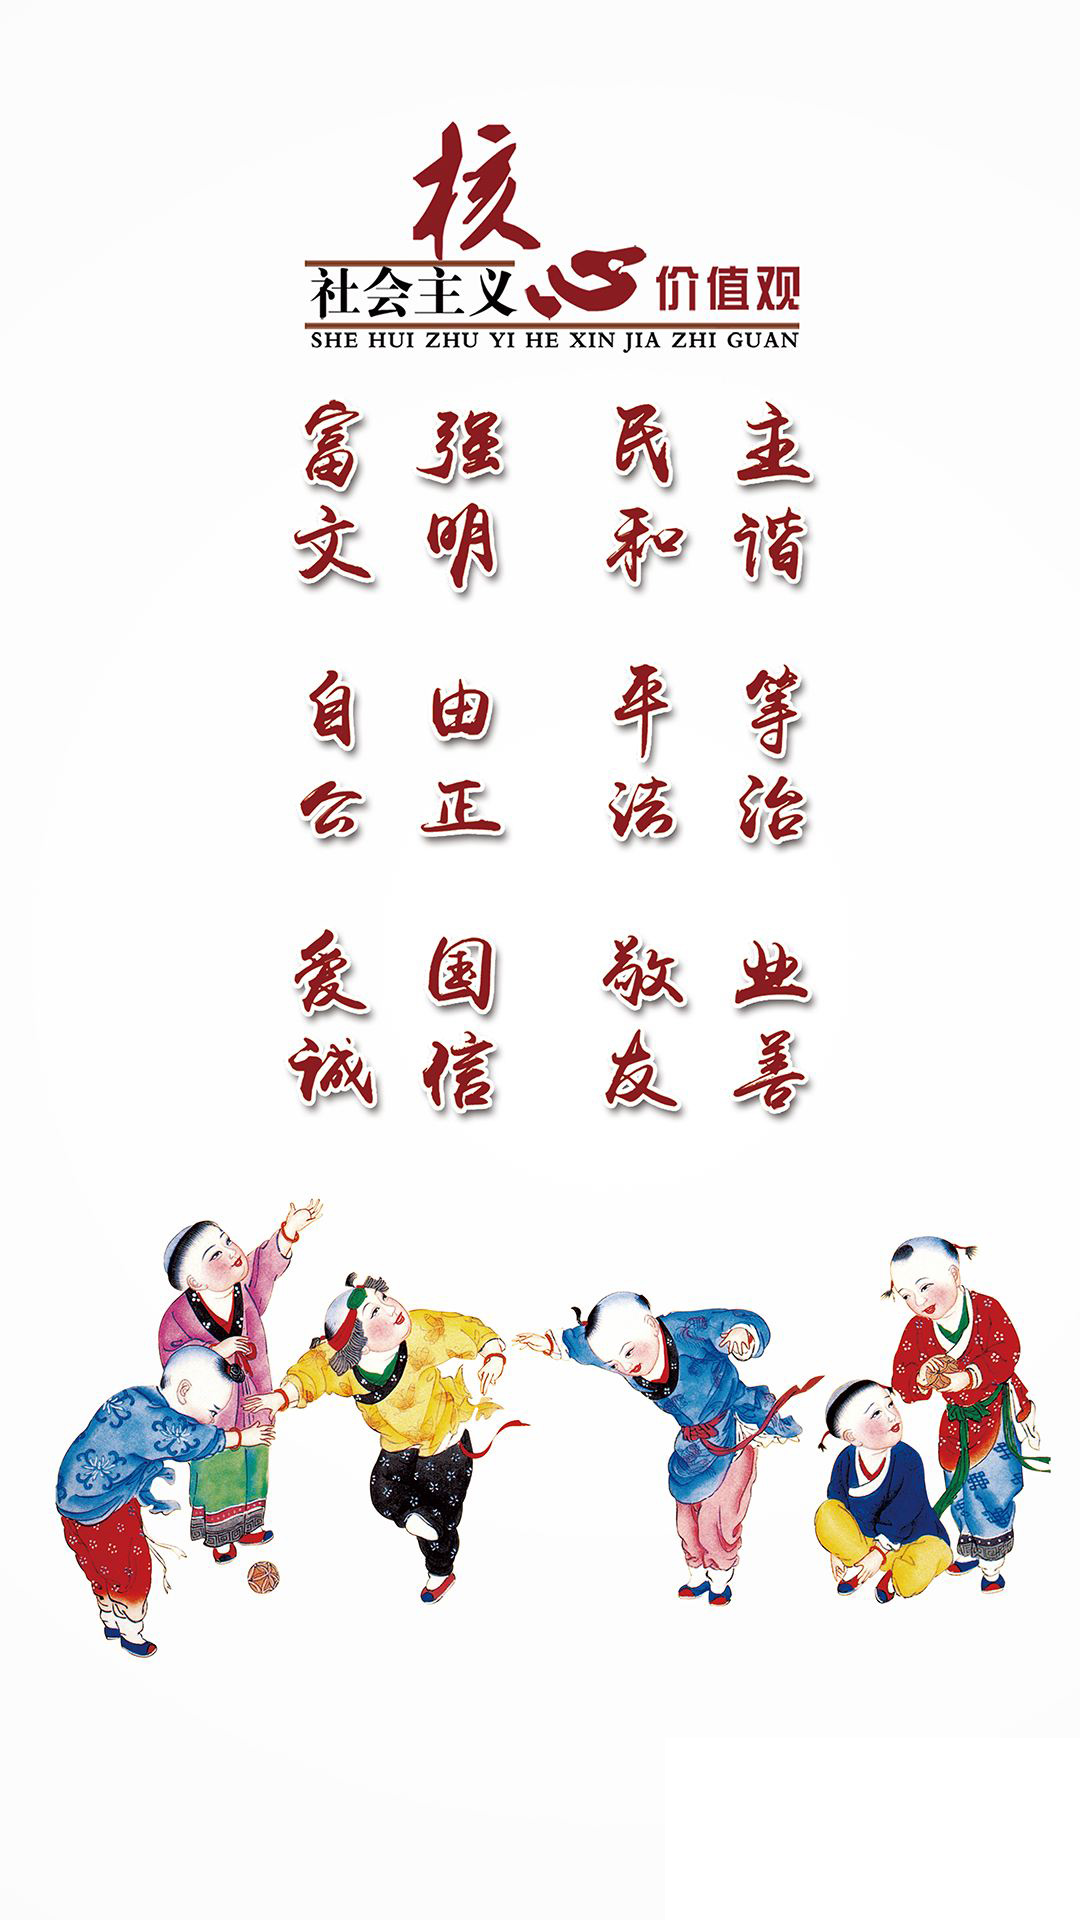 社会主义核心价值观
SHE HUI ZHU YI HE XIN JIA ZHI GUAN
富强 民主
文明 和谐
自由 平等
公正 法治
爱国 敬业
诚信 友善